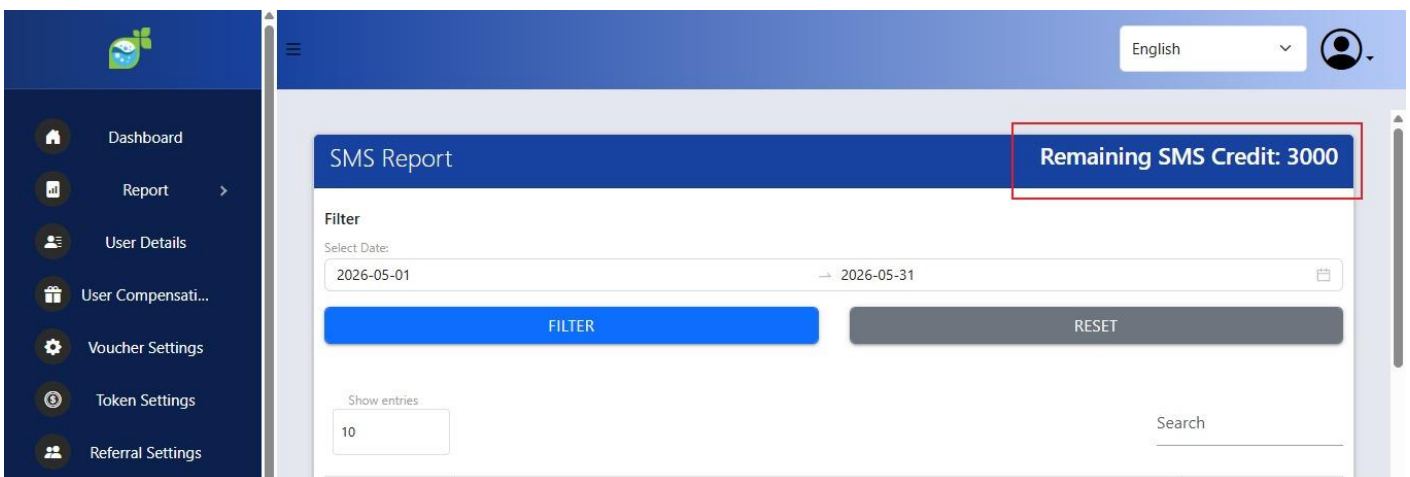 English
Dashboard
Report
User Details
User Compensati...
Voucher Settings
Token Settings
Referral Settings
SMS Report
Remaining SMS Credit: 3000
Filter
Select Date:
2026-05-01 → 2026-05-31
FILTER
RESET
Show entries
10
Search